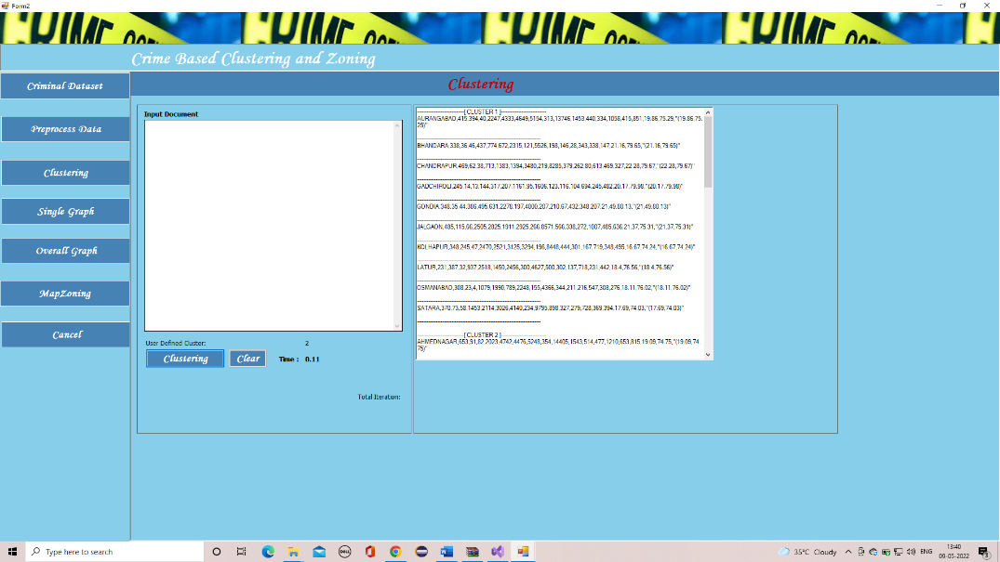 Form2
Crime Based Clustering and Zoning
Criminal Dataset
Preprocess Data
Clustering
Single Graph
Overall Graph
MapZoning
Cancel
Clustering
Input Document
User Defined Cluster: 2
Clustering Clear Time : 0.11
Total Iteration:
----------------------[ CLUSTER 1 ]----------------------
AURANGABAD,415,394,40,2247,4333,4649,5154,313,13746,1453,440,334,1058,415,851,19.86,75.29,"(19.86,75.
29)"
BHANDARA,338,36,46,437,774,672,2315,121,5526,198,146,28,343,338,147,21.16,79.65,"(21.16,79.65)"
CHANDRAPUR,469,62,38,713,1383,1394,3480,219,8285,379,262,80,613,469,327,22.28,79.67,"(22.28,79.67)"
GADCHIROLI,245,14,13,144,317,207,1161,95,1606,123,116,104,694,245,482,20.17,79.98,"(20.17,79.98)"
GONDIA,348,35,44,386,495,631,2278,197,4000,207,210,67,432,348,207,21.49,80.13,"(21.49,80.13)"
JALGAON,485,115,66,2505,2825,1911,2925,266,8571,566,338,272,1007,485,636,21.37,75.31,"(21.37,75.31)"
KOLHAPUR,348,245,47,2470,2521,3125,3294,196,8448,444,301,167,719,348,495,16.67,74.24,"(16.67,74.24)"
LATUR,231,387,32,937,2518,1450,2456,300,4627,500,302,137,718,231,442,18.4,76.56,"(18.4,76.56)"
OSMANABAD,308,23,4,1079,1990,789,2248,155,4366,344,211,216,547,308,276,18.11,76.02,"(18.11,76.02)"
SATARA,370,73,58,1453,2114,3026,4140,234,9795,898,327,279,728,369,394,17.69,74.03,"(17.69,74.03)"
----------------------[ CLUSTER 2 ]----------------------
AHMEDNAGAR,653,91,82,2023,4742,4476,5248,354,14405,1543,514,477,1210,653,815,19.09,74.75,"(19.09,74.
75)"
Type here to search
35°C Cloudy
ENG
13:40
09-05-2022
3